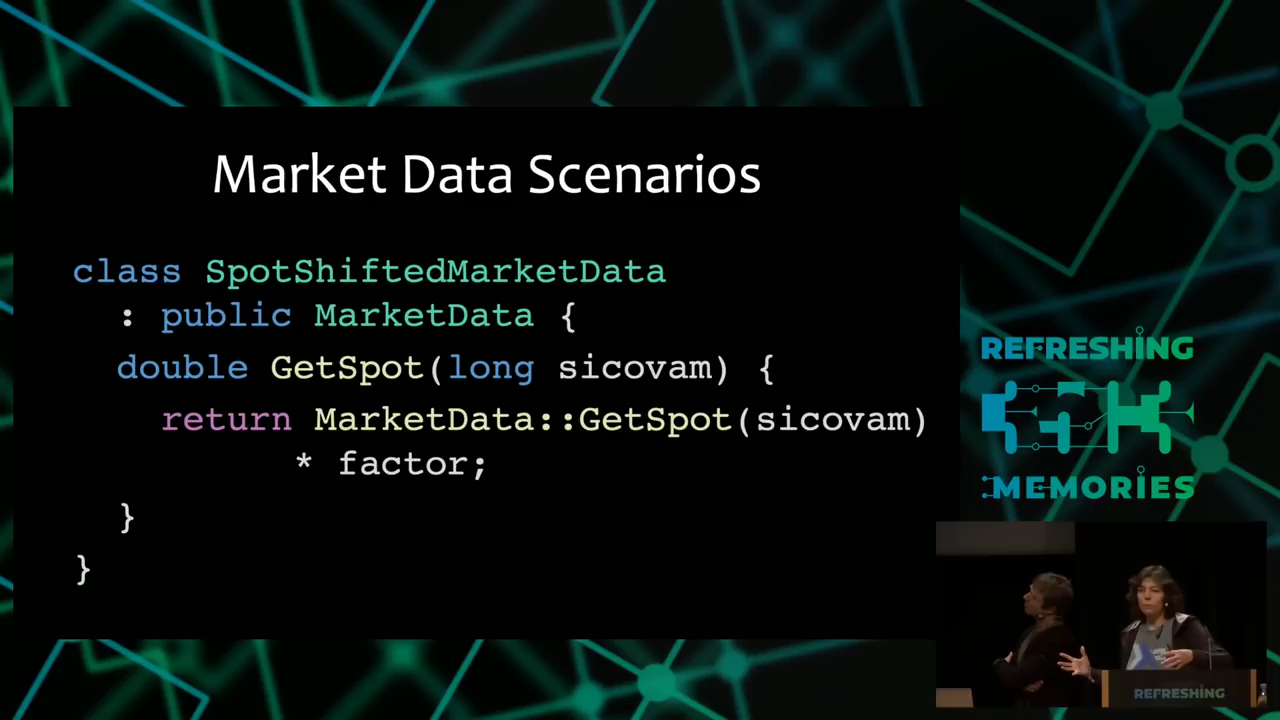 Market Data Scenarios
class SpotShiftedMarketData
: public MarketData {
double GetSpot(long sicovam) {
return MarketData::GetSpot(sicovam)
* factor;
}
}
REFRESHING
MEMORIES
REFRESHING